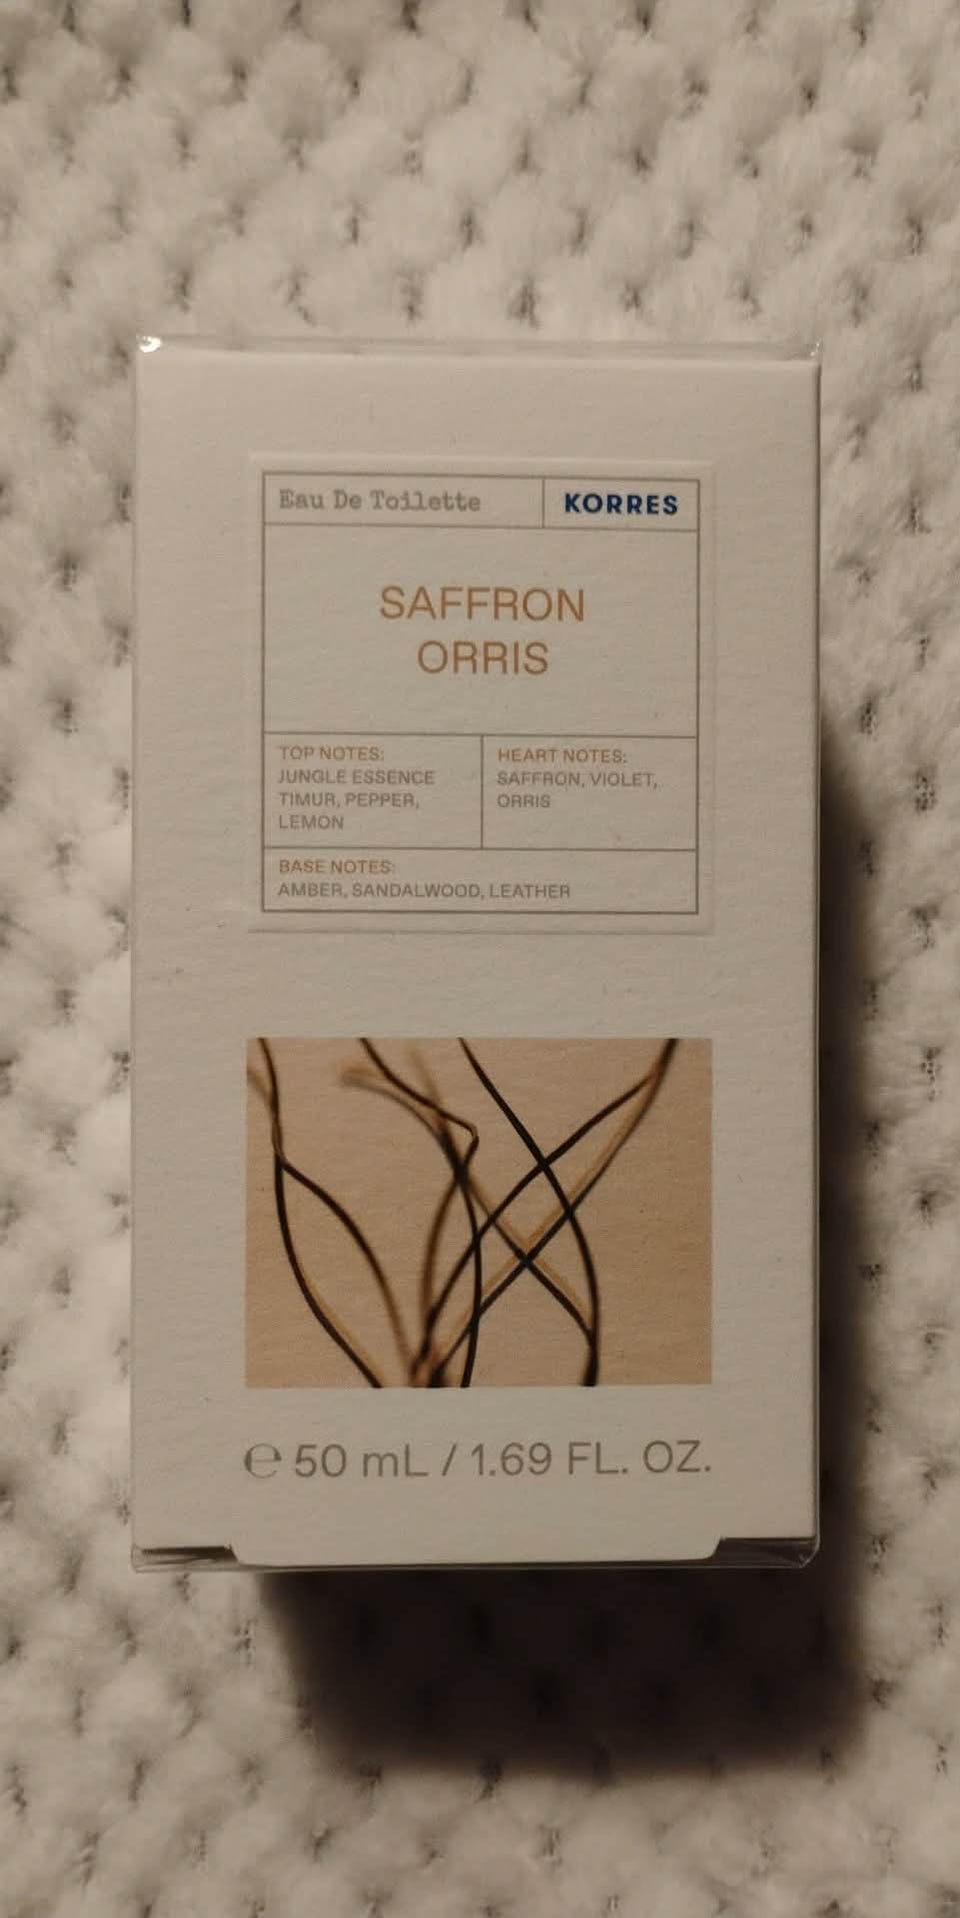 Eau De Toilette
KORRES
SAFFRON
ORRIS
TOP NOTES:
JUNGLE ESSENCE
TIMUR, PEPPER,
LEMON
HEART NOTES:
SAFFRON, VIOLET,
ORRIS
BASE NOTES:
AMBER, SANDALWOOD, LEATHER
℮ 50 mL / 1.69 FL. OZ.